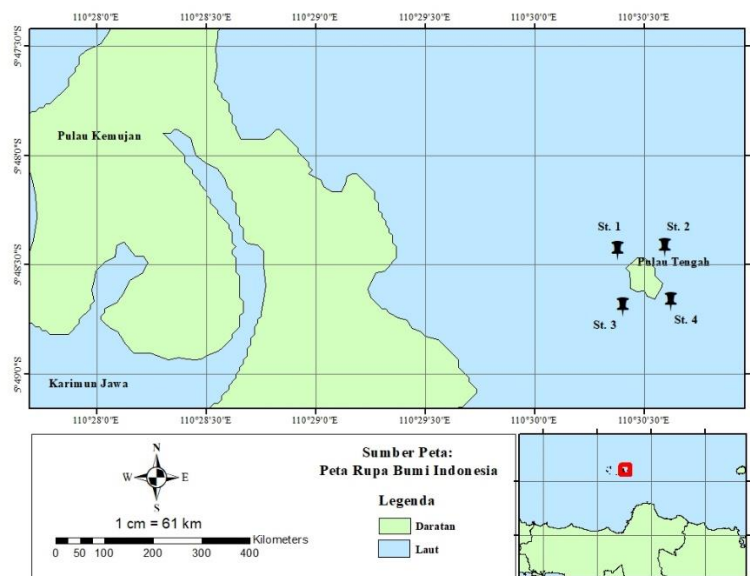 110°28'0"E 110°28'30"E 110°29'0"E 110°29'30"E 110°30'0"E 110°30'30"E
5°47'30"S
5°48'0"S
5°48'30"S
5°49'0"S
Pulau Kemujan
St. 1
St. 2
Pulau Tengah
St. 3
St. 4
Karimun Jawa
110°28'0"E 110°28'30"E 110°29'0"E 110°29'30"E 110°30'0"E 110°30'30"E
N
W E
S
1 cm = 61 km
Kilometers
0 50 100 200 300 400
Sumber Peta:
Peta Rupa Bumi Indonesia
Legenda
Daratan
Laut